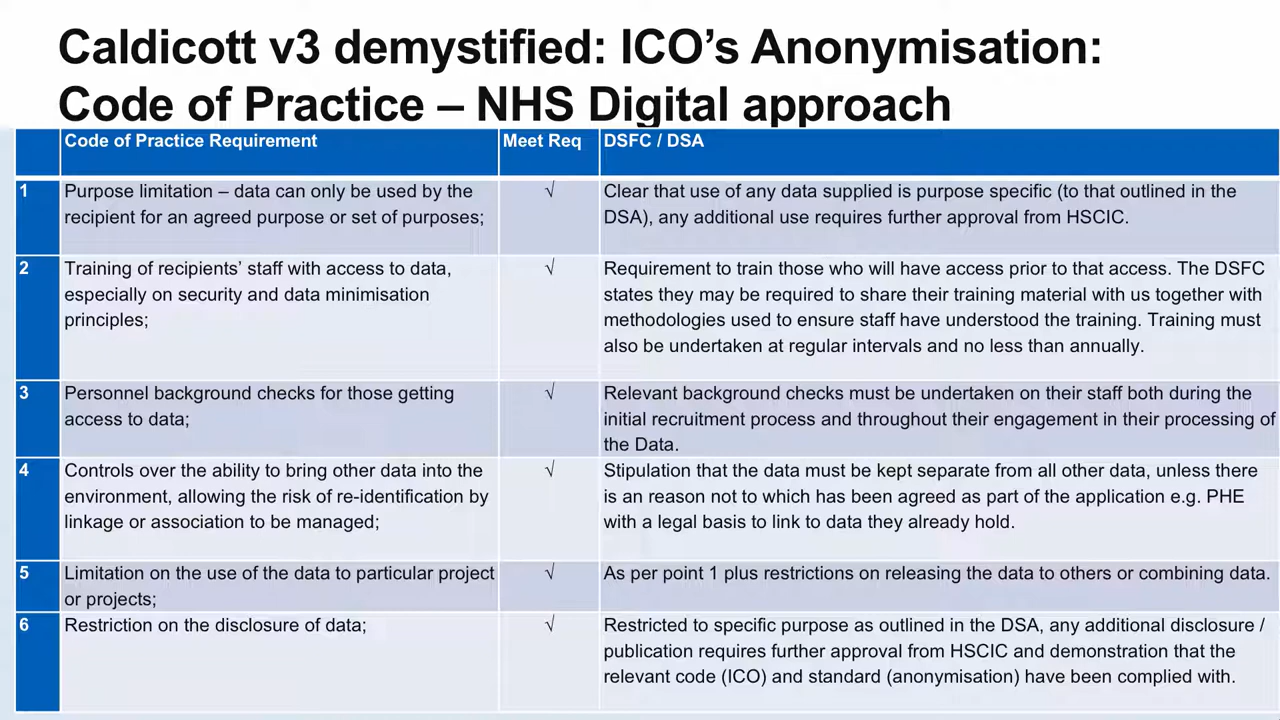 Caldicott v3 demystified: ICO's Anonymisation:
Code of Practice – NHS Digital approach
Code of Practice Requirement
Meet Req
DSFC / DSA
1
Purpose limitation – data can only be used by the
recipient for an agreed purpose or set of purposes;
√
Clear that use of any data supplied is purpose specific (to that outlined in the
DSA), any additional use requires further approval from HSCIC.
2
Training of recipients' staff with access to data,
especially on security and data minimisation
principles;
√
Requirement to train those who will have access prior to that access. The DSFC
states they may be required to share their training material with us together with
methodologies used to ensure staff have understood the training. Training must
also be undertaken at regular intervals and no less than annually.
3
Personnel background checks for those getting
access to data;
√
Relevant background checks must be undertaken on their staff both during the
initial recruitment process and throughout their engagement in their processing of
the Data.
4
Controls over the ability to bring other data into the
environment, allowing the risk of re-identification by
linkage or association to be managed;
√
Stipulation that the data must be kept separate from all other data, unless there
is an reason not to which has been agreed as part of the application e.g. PHE
with a legal basis to link to data they already hold.
5
Limitation on the use of the data to particular project
or projects;
√
As per point 1 plus restrictions on releasing the data to others or combining data.
6
Restriction on the disclosure of data;
√
Restricted to specific purpose as outlined in the DSA, any additional disclosure /
publication requires further approval from HSCIC and demonstration that the
relevant code (ICO) and standard (anonymisation) have been complied with.